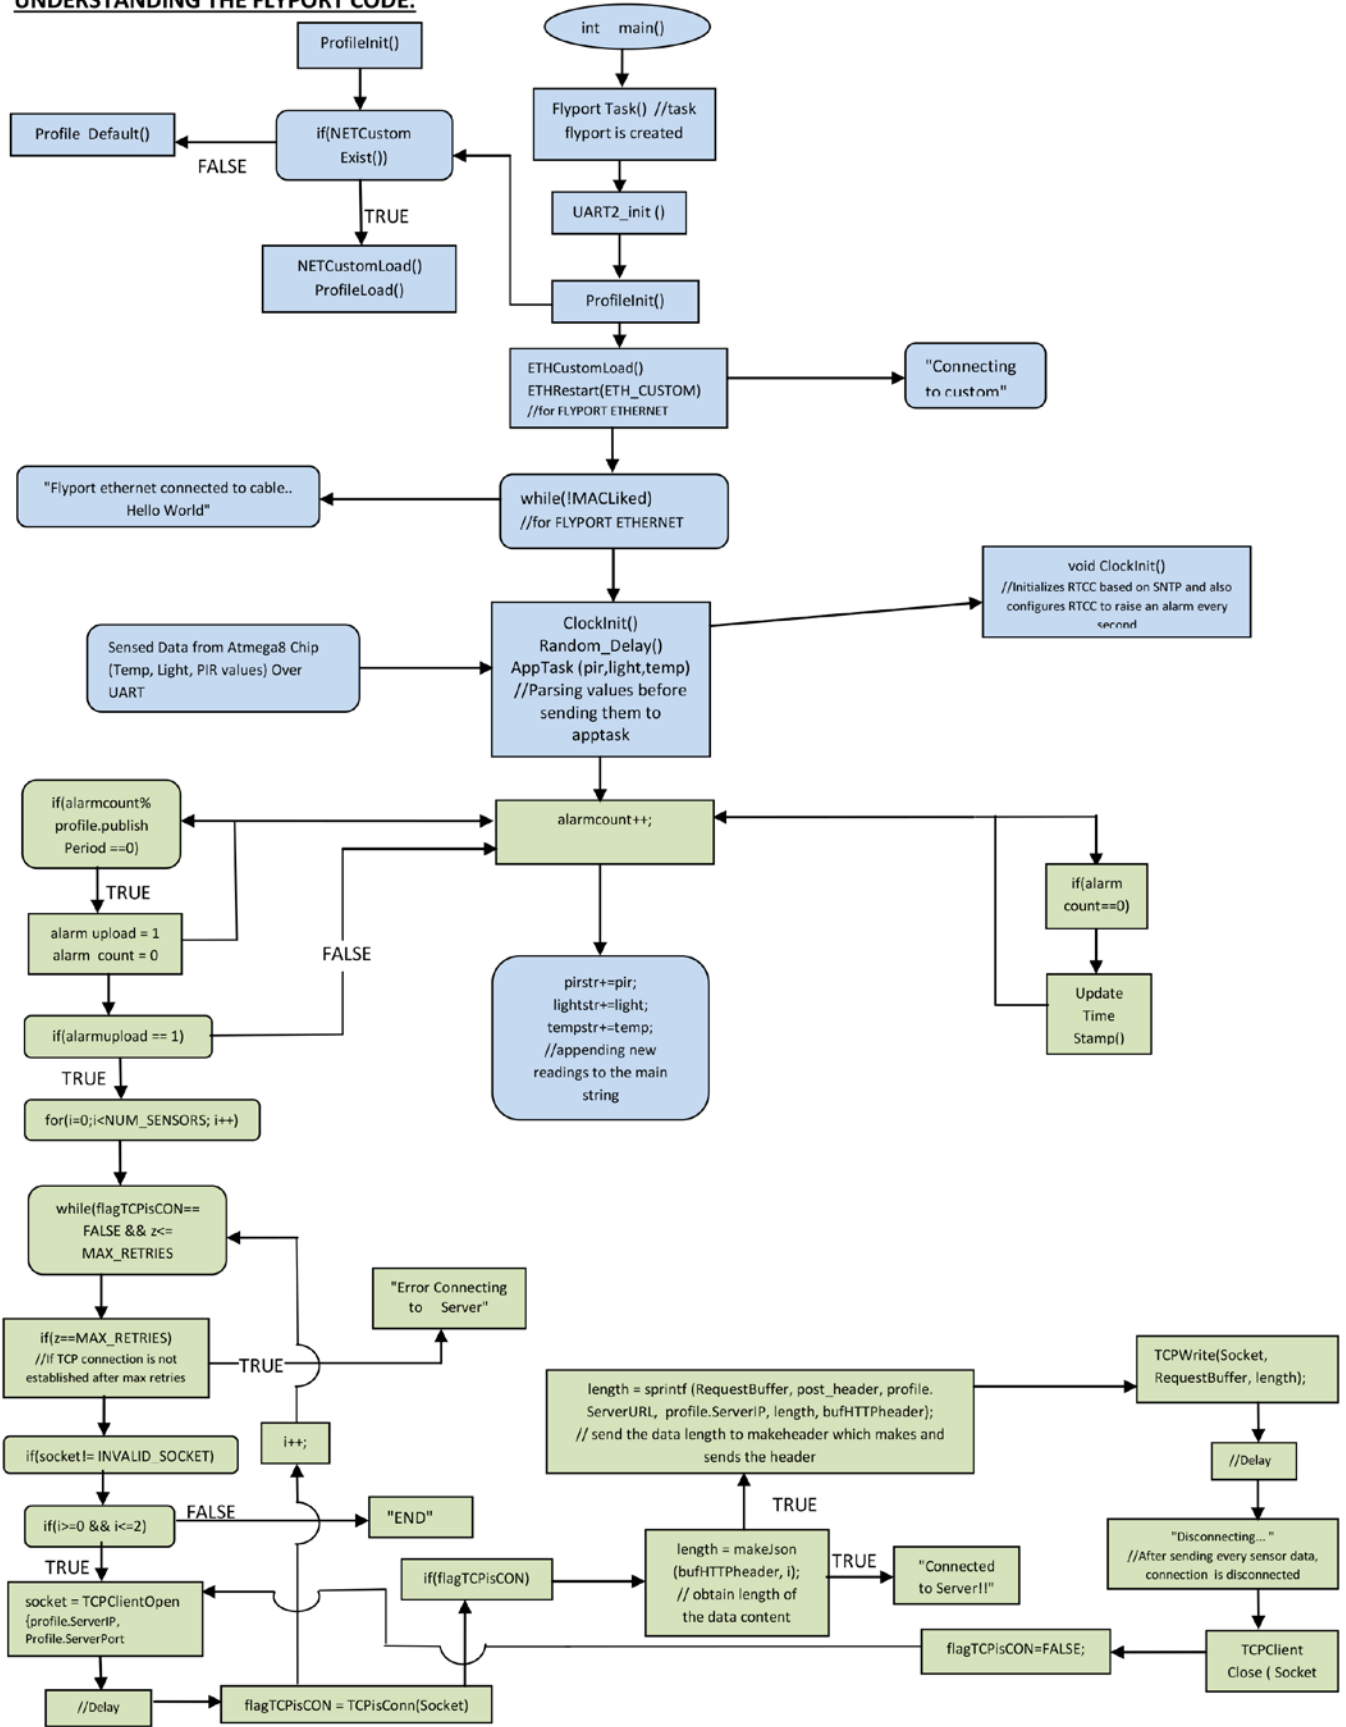 UNDERSTANDING THE FLYPORT CODE:
ProfileInit()
int main()
Flyport Task() //task
flyport is created
Profile Default()
if(NETCustom
Exist())
FALSE
TRUE
UART2_init ()
NETCustomLoad()
ProfileLoad()
ProfileInit()
ETHCustomLoad()
ETHRestart(ETH_CUSTOM)
//for FLYPORT ETHERNET
"Connecting
to custom"
"Flyport ethernet connected to cable..
Hello World"
while(!MACLiked)
//for FLYPORT ETHERNET
void ClockInit()
//Initializes RTCC based on SNTP and also
configures RTCC to raise an alarm every
second
Sensed Data from Atmega8 Chip
(Temp, Light, PIR values) Over
UART
ClockInit()
Random_Delay()
AppTask (pir,light,temp)
//Parsing values before
sending them to
apptask
if(alarmcount%
profile.publish
Period ==0)
alarmcount++;
TRUE
if(alarm
count==0)
alarm upload = 1
alarm count = 0
FALSE
pirstr+=pir;
lightstr+=light;
tempstr+=temp;
//appending new
readings to the main
string
Update
Time
Stamp()
if(alarmupload == 1)
TRUE
for(i=0;i<NUM_SENSORS; i++)
while(flagTCPisCON==
FALSE && z<=
MAX_RETRIES
"Error Connecting
to Server"
if(z==MAX_RETRIES)
//If TCP connection is not
established after max retries
TRUE
TCPWrite(Socket,
RequestBuffer, length);
length = sprintf (RequestBuffer, post_header, profile.
ServerURL, profile.ServerIP, length, bufHTTPheader);
// send the data length to makeheader which makes and
sends the header
i++;
if(socket!= INVALID_SOCKET)
//Delay
TRUE
if(i>=0 && i<=2)
FALSE
"END"
"Disconnecting..."
//After sending every sensor data,
connection is disconnected
length = makeJson
(bufHTTPheader, i);
// obtain length of
the data content
TRUE
"Connected
to Server!!"
TRUE
if(flagTCPisCON)
socket = TCPClientOpen
{profile.ServerIP,
Profile.ServerPort
flagTCPisCON=FALSE;
TCPClient
Close ( Socket
//Delay
flagTCPisCON = TCPisConn(Socket)